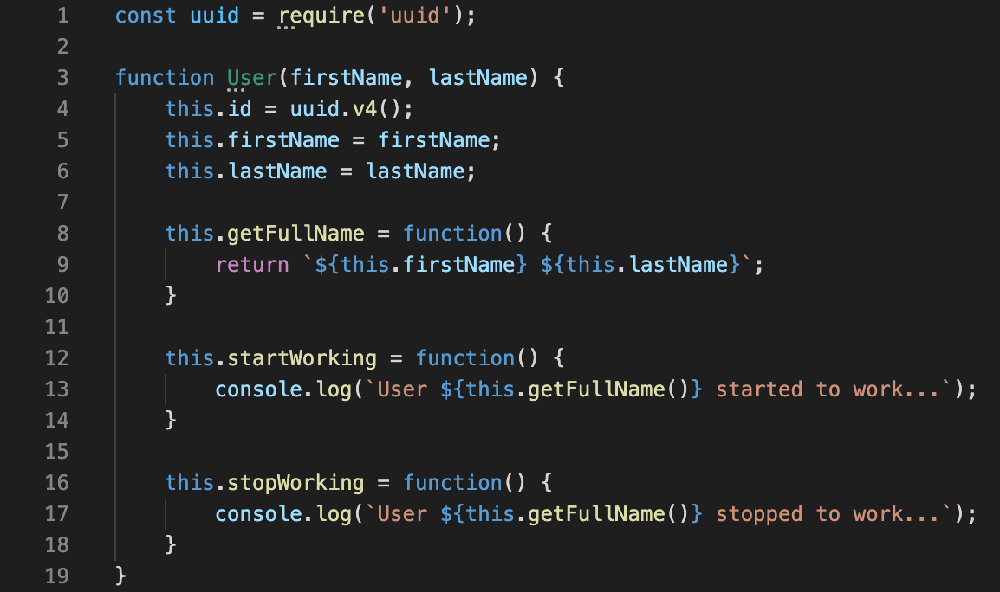 1 const uuid = require('uuid');
2
3 function User(firstName, lastName) {
4     this.id = uuid.v4();
5     this.firstName = firstName;
6     this.lastName = lastName;
7
8     this.getFullName = function() {
9         return `${this.firstName} ${this.lastName}`;
10     }
11
12     this.startWorking = function() {
13         console.log(`User ${this.getFullName()} started to work...`);
14     }
15
16     this.stopWorking = function() {
17         console.log(`User ${this.getFullName()} stopped to work...`);
18     }
19 }